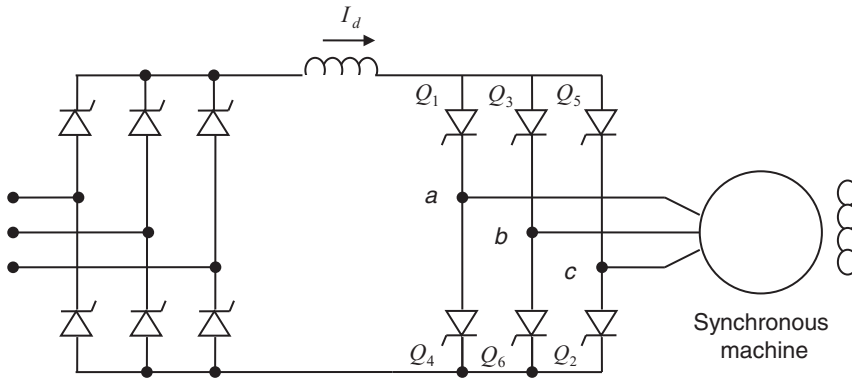 I_d
Q_1
Q_3
Q_5
a
b
c
Q_4
Q_6
Q_2
Synchronous
machine